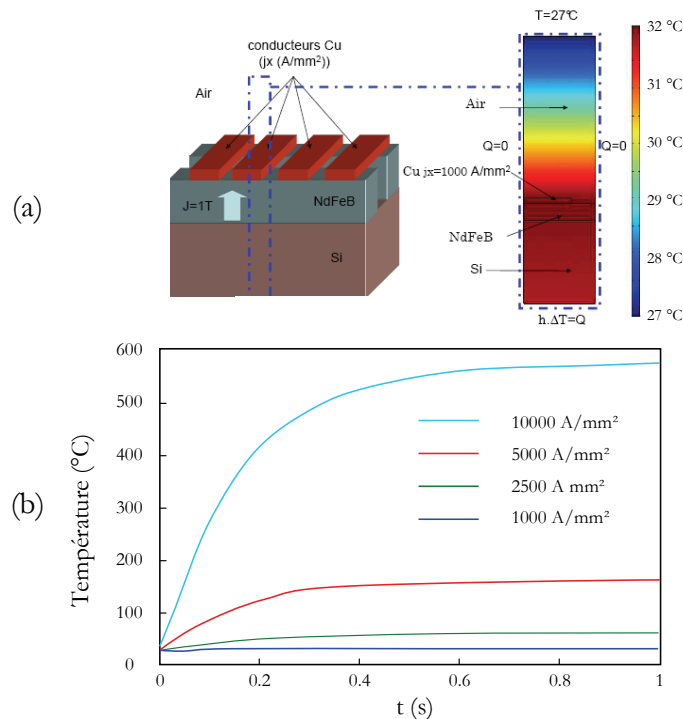 conducteurs Cu
(jx (A/mm²))
Air
J=1T
NdFeB
Si
(a)
T=27°C
Air
Q=0
Q=0
Cu jx=1000 A/mm²
NdFeB
Si
h.ΔT=Q
32 °C
31 °C
30 °C
29 °C
28 °C
27 °C
(b)
Température (°C)
600
500
400
300
200
100
0
10000 A/mm²
5000 A/mm²
2500 A mm²
1000 A/mm²
0
0.2
0.4
0.6
0.8
1
t (s)